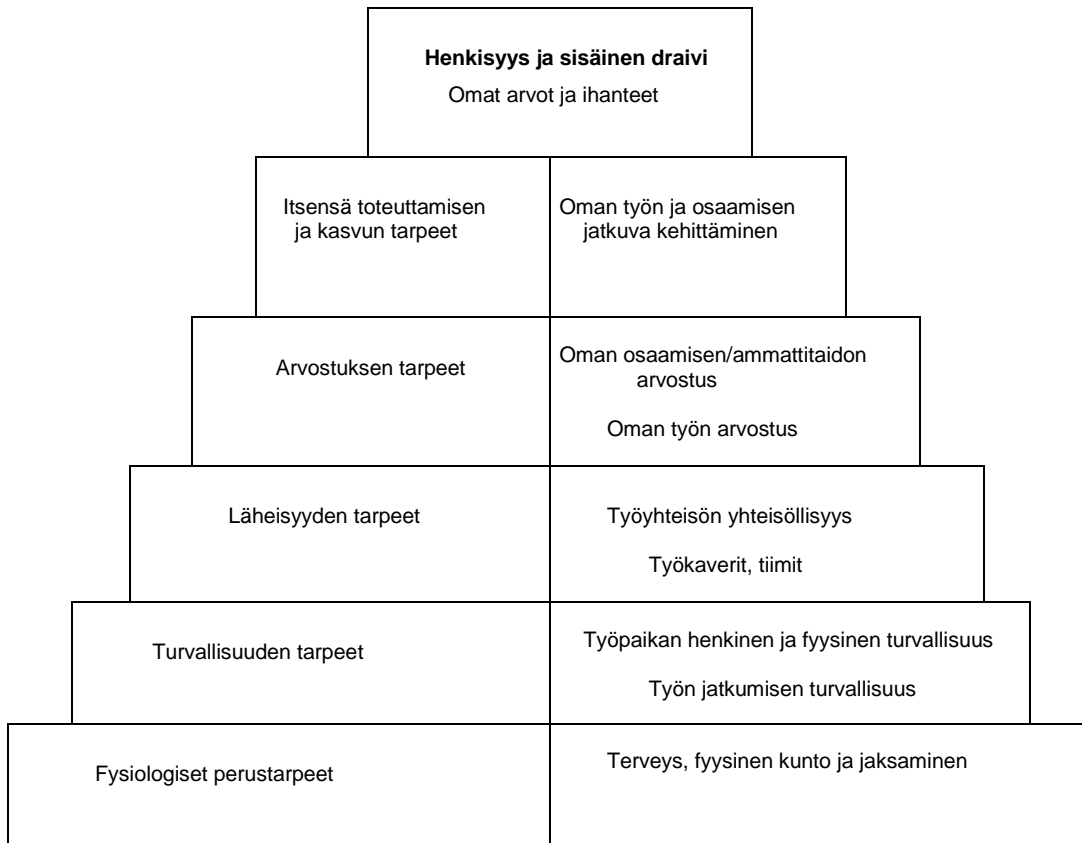 Henkisyys ja sisäinen draivi
Omat arvot ja ihanteet
Itsensä toteuttamisen
ja kasvun tarpeet
Oman työn ja osaamisen
jatkuva kehittäminen
Arvostuksen tarpeet
Oman osaamisen/ammattitaidon
arvostus
Oman työn arvostus
Läheisyyden tarpeet
Työyhteisön yhteisöllisyys
Työkaverit, tiimit
Turvallisuuden tarpeet
Työpaikan henkinen ja fyysinen turvallisuus
Työn jatkumisen turvallisuus
Fysiologiset perustarpeet
Terveys, fyysinen kunto ja jaksaminen